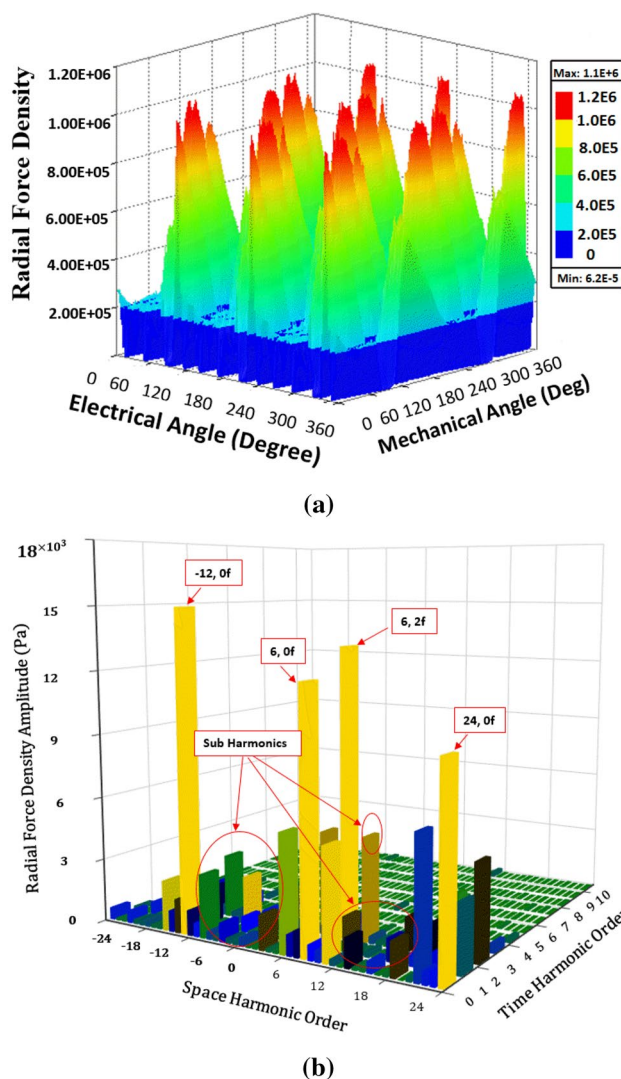 1.20E+06
1.00E+06
8.00E+05
6.00E+05
4.00E+05
2.00E+05
Radial Force Density
0 60 120 180 240 300 360
Electrical Angle (Degree)
0 60 120 180 240 300 360
Mechanical Angle (Deg)
Max: 1.1E+6
1.2E6
1.0E6
8.0E5
6.0E5
4.0E5
2.0E5
0
Min: 6.2E-5
(a)
18×10³
15
12
9
6
3
0
Radial Force Density Amplitude (Pa)
-12, 0f
6, 0f
6, 2f
24, 0f
Sub Harmonics
-24 -18 -12 -6 0 6 12 18 24
Space Harmonic Order
0 1 2 3 4 5 6 7 8 9 10
Time Harmonic Order
(b)